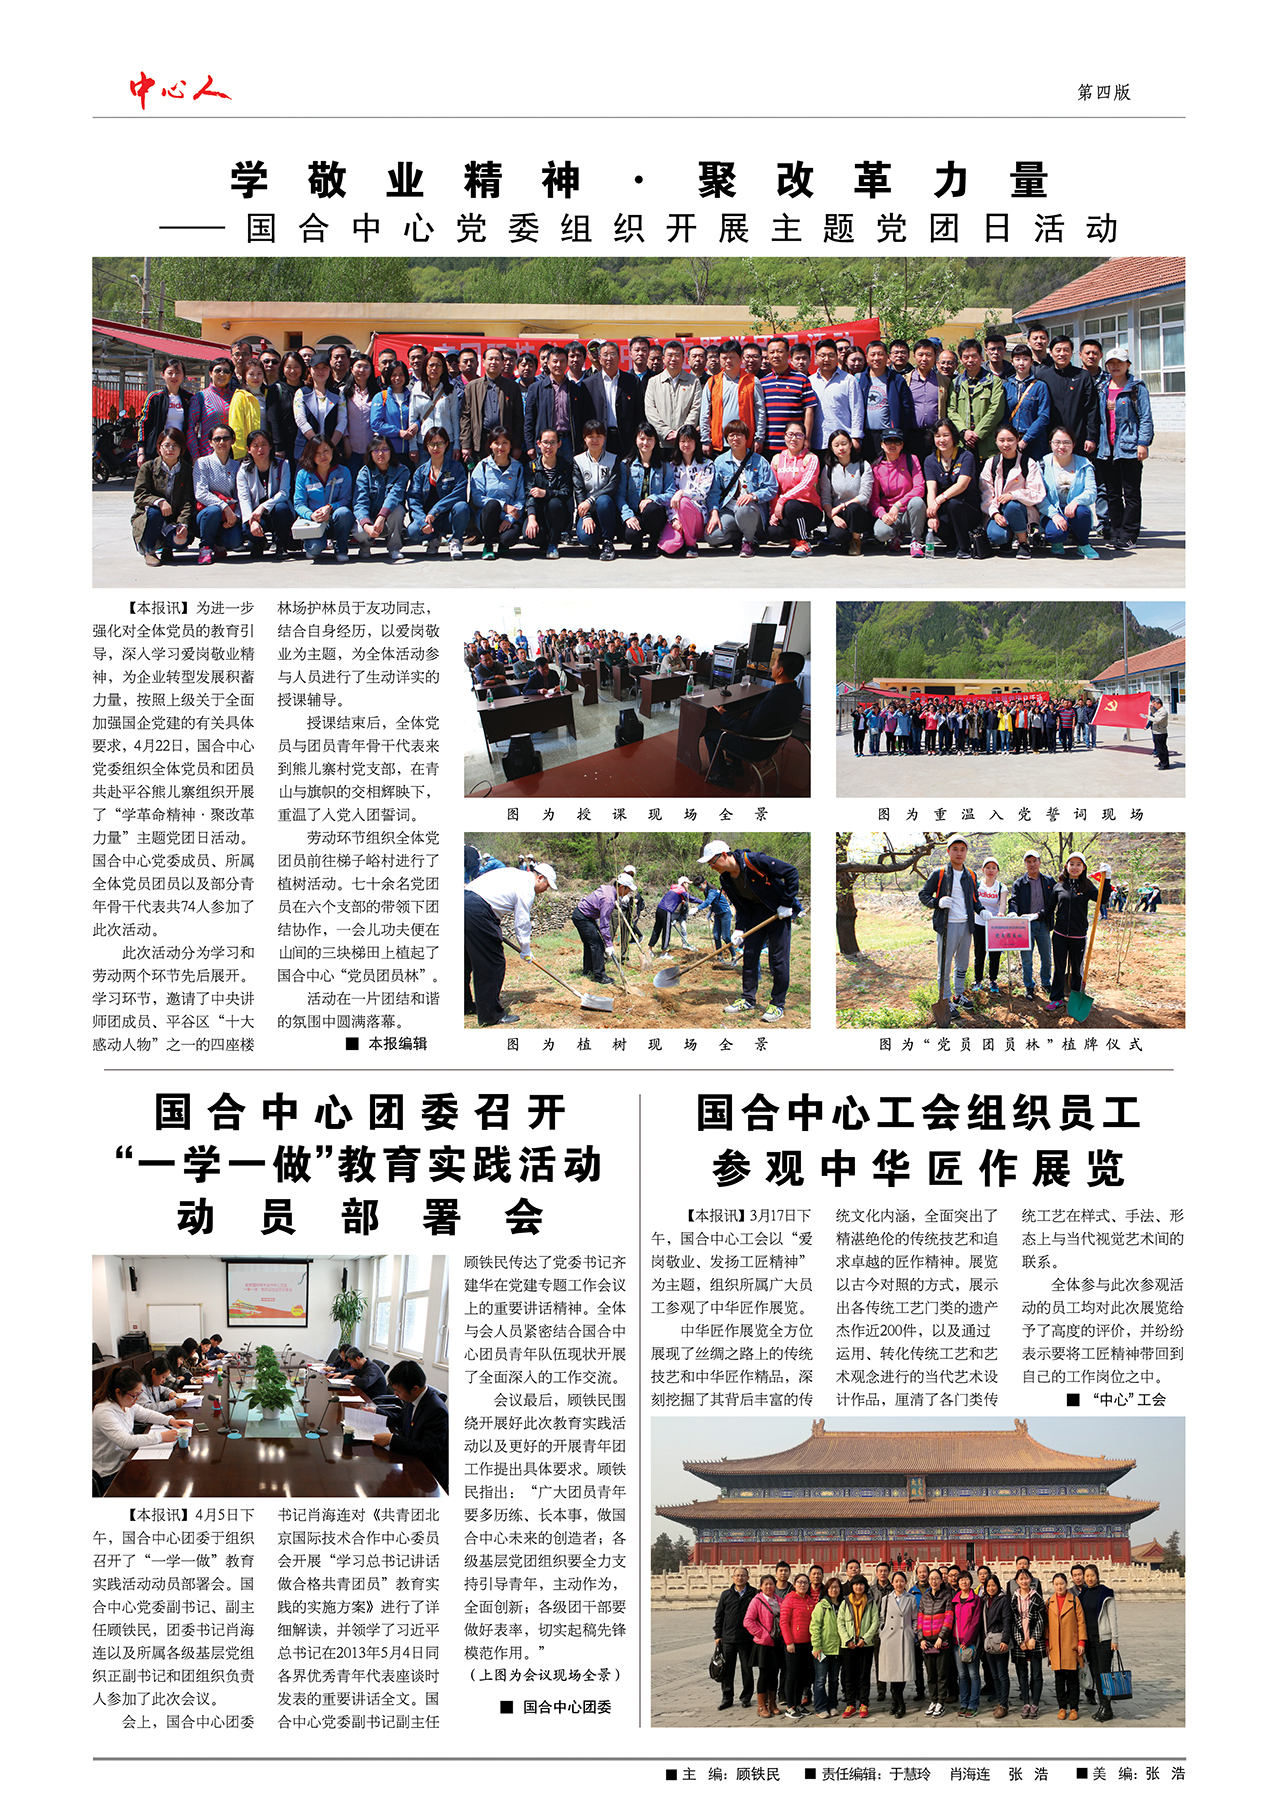 中心人
第四版
学敬业精神·聚改革力量
——国合中心党委组织开展主题党团日活动
【本报讯】为进一步
强化对全体党员的教育引
导，深入学习爱岗敬业精
神，为企业转型发展积蓄
力量，按照上级关于全面
加强国企党建的有关具体
要求，4月22日，国合中心
党委组织全体党员和团员
共赴平谷熊儿寨组织开展
了“学革命精神·聚改革
力量”主题党团日活动。
国合中心党委成员、所属
全体党员团员以及部分青
年骨干代表共74人参加了
此次活动。
此次活动分为学习和
劳动两个环节先后展开。
学习环节，邀请了中央讲
师团成员、平谷区“十大
感动人物”之一的四座楼
林场护林员于友功同志，
结合自身经历，以爱岗敬
业为主题，为全体活动参
与人员进行了生动详实的
授课辅导。
授课结束后，全体党
员与团员青年骨干代表来
到熊儿寨村党支部，在青
山与旗帜的交相辉映下，
重温了入党入团誓词。
劳动环节组织全体党
团员前往梯子峪村进行了
植树活动。七十余名党团
员在六个支部的带领下团
结协作，一会儿功夫便在
山间的三块梯田上植起了
国合中心“党员团员林”。
活动在一片团结和谐
的氛围中圆满落幕。
■ 本报编辑
图为授课现场全景
图为重温入党誓词现场
图为植树现场全景
图为“党员团员林”植牌仪式
国合中心团委召开
“一学一做”教育实践活动
动员部署会
【本报讯】4月5日下
午，国合中心团委于组织
召开了“一学一做”教育
实践活动动员部署会。国
合中心党委副书记、副主
任顾铁民，团委书记肖海
连以及所属各级基层党组
织正副书记和团组织负责
人参加了此次会议。
会上，国合中心团委
书记肖海连对《共青团北
京国际技术合作中心委员
会开展“学习总书记讲话
做合格共青团员”教育实
践的实施方案》进行了详
细解读，并领学了习近平
总书记在2013年5月4日同
各界优秀青年代表座谈时
发表的重要讲话全文。国
合中心党委副书记副主任
顾铁民传达了党委书记齐
建华在党建专题工作会议
上的重要讲话精神。全体
与会人员紧密结合国合中
心团员青年队伍现状开展
了全面深入的工作交流。
会议最后，顾铁民围
绕开展好此次教育实践活
动以及更好的开展青年团
工作提出具体要求。顾铁
民指出：“广大团员青年
要多历练、长本事，做国
合中心未来的创造者；各
级基层党团组织要全力支
持引导青年，主动作为，
全面创新；各级团干部要
做好表率，切实起稿先锋
模范作用。”
（上图为会议现场全景）
■ 国合中心团委
国合中心工会组织员工
参观中华匠作展览
【本报讯】3月17日下
午，国合中心工会以“爱
岗敬业、发扬工匠精神”
为主题，组织所属广大员
工参观了中华匠作展览。
中华匠作展览全方位
展现了丝绸之路上的传统
技艺和中华匠作精品，深
刻挖掘了其背后丰富的传
统文化内涵，全面突出了
精湛绝伦的传统技艺和追
求卓越的匠作精神。展览
以古今对照的方式，展示
出各传统工艺门类的遗产
杰作近200件，以及通过
运用、转化传统工艺和艺
术观念进行的当代艺术设
计作品，厘清了各门类传
统工艺在样式、手法、形
态上与当代视觉艺术间的
联系。
全体参与此次参观活
动的员工均对此次展览给
予了高度的评价，并纷纷
表示要将工匠精神带回到
自己的工作岗位之中。
■ “中心”工会
■ 主 编：顾铁民 ■ 责任编辑：于慧玲 肖海连 张 浩 ■ 美 编：张 浩